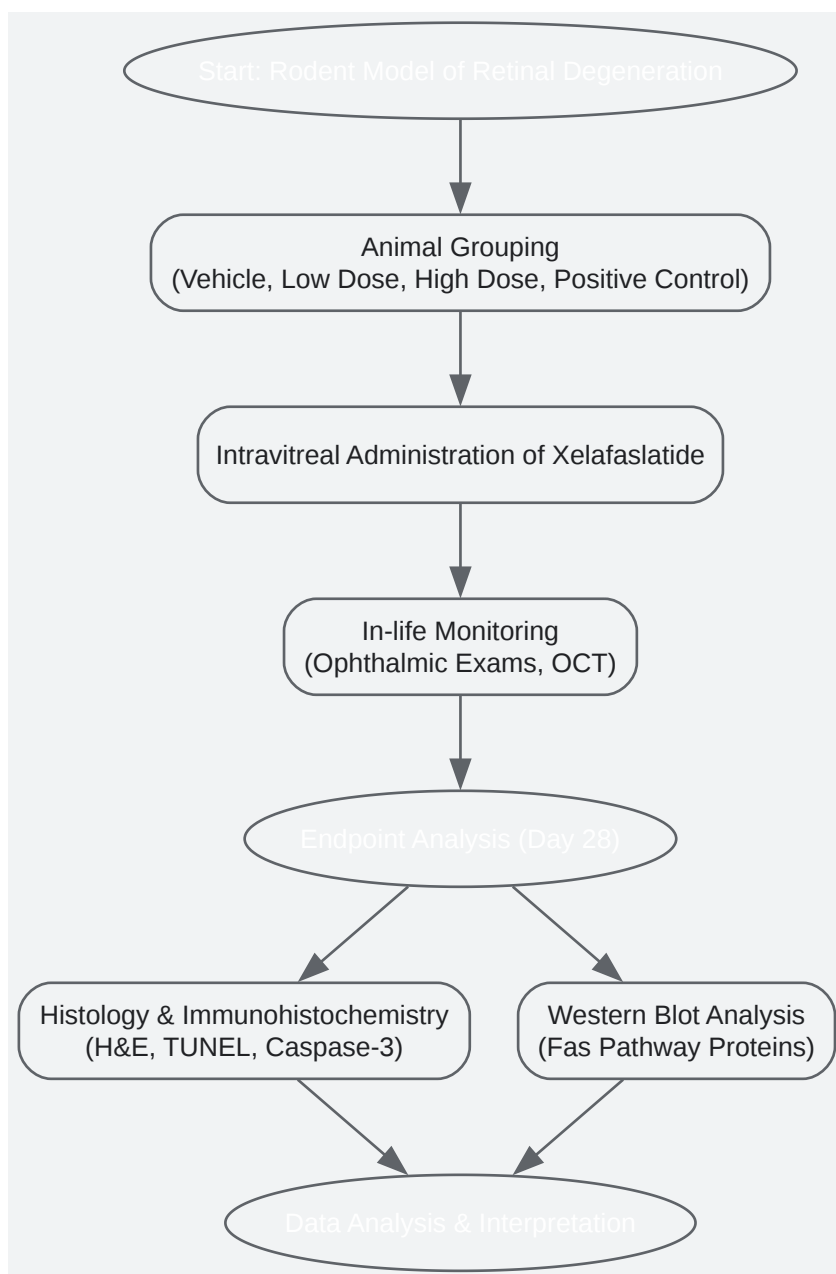 Start: Rodent Model of Retinal Degeneration
Animal Grouping
(Vehicle, Low Dose, High Dose, Positive Control)
Intravitreal Administration of Xelafaslatide
In-life Monitoring
(Ophthalmic Exams, OCT)
Endpoint Analysis (Day 28)
Histology & Immunohistochemistry
(H&E, TUNEL, Caspase-3)
Western Blot Analysis
(Fas Pathway Proteins)
Data Analysis & Interpretation